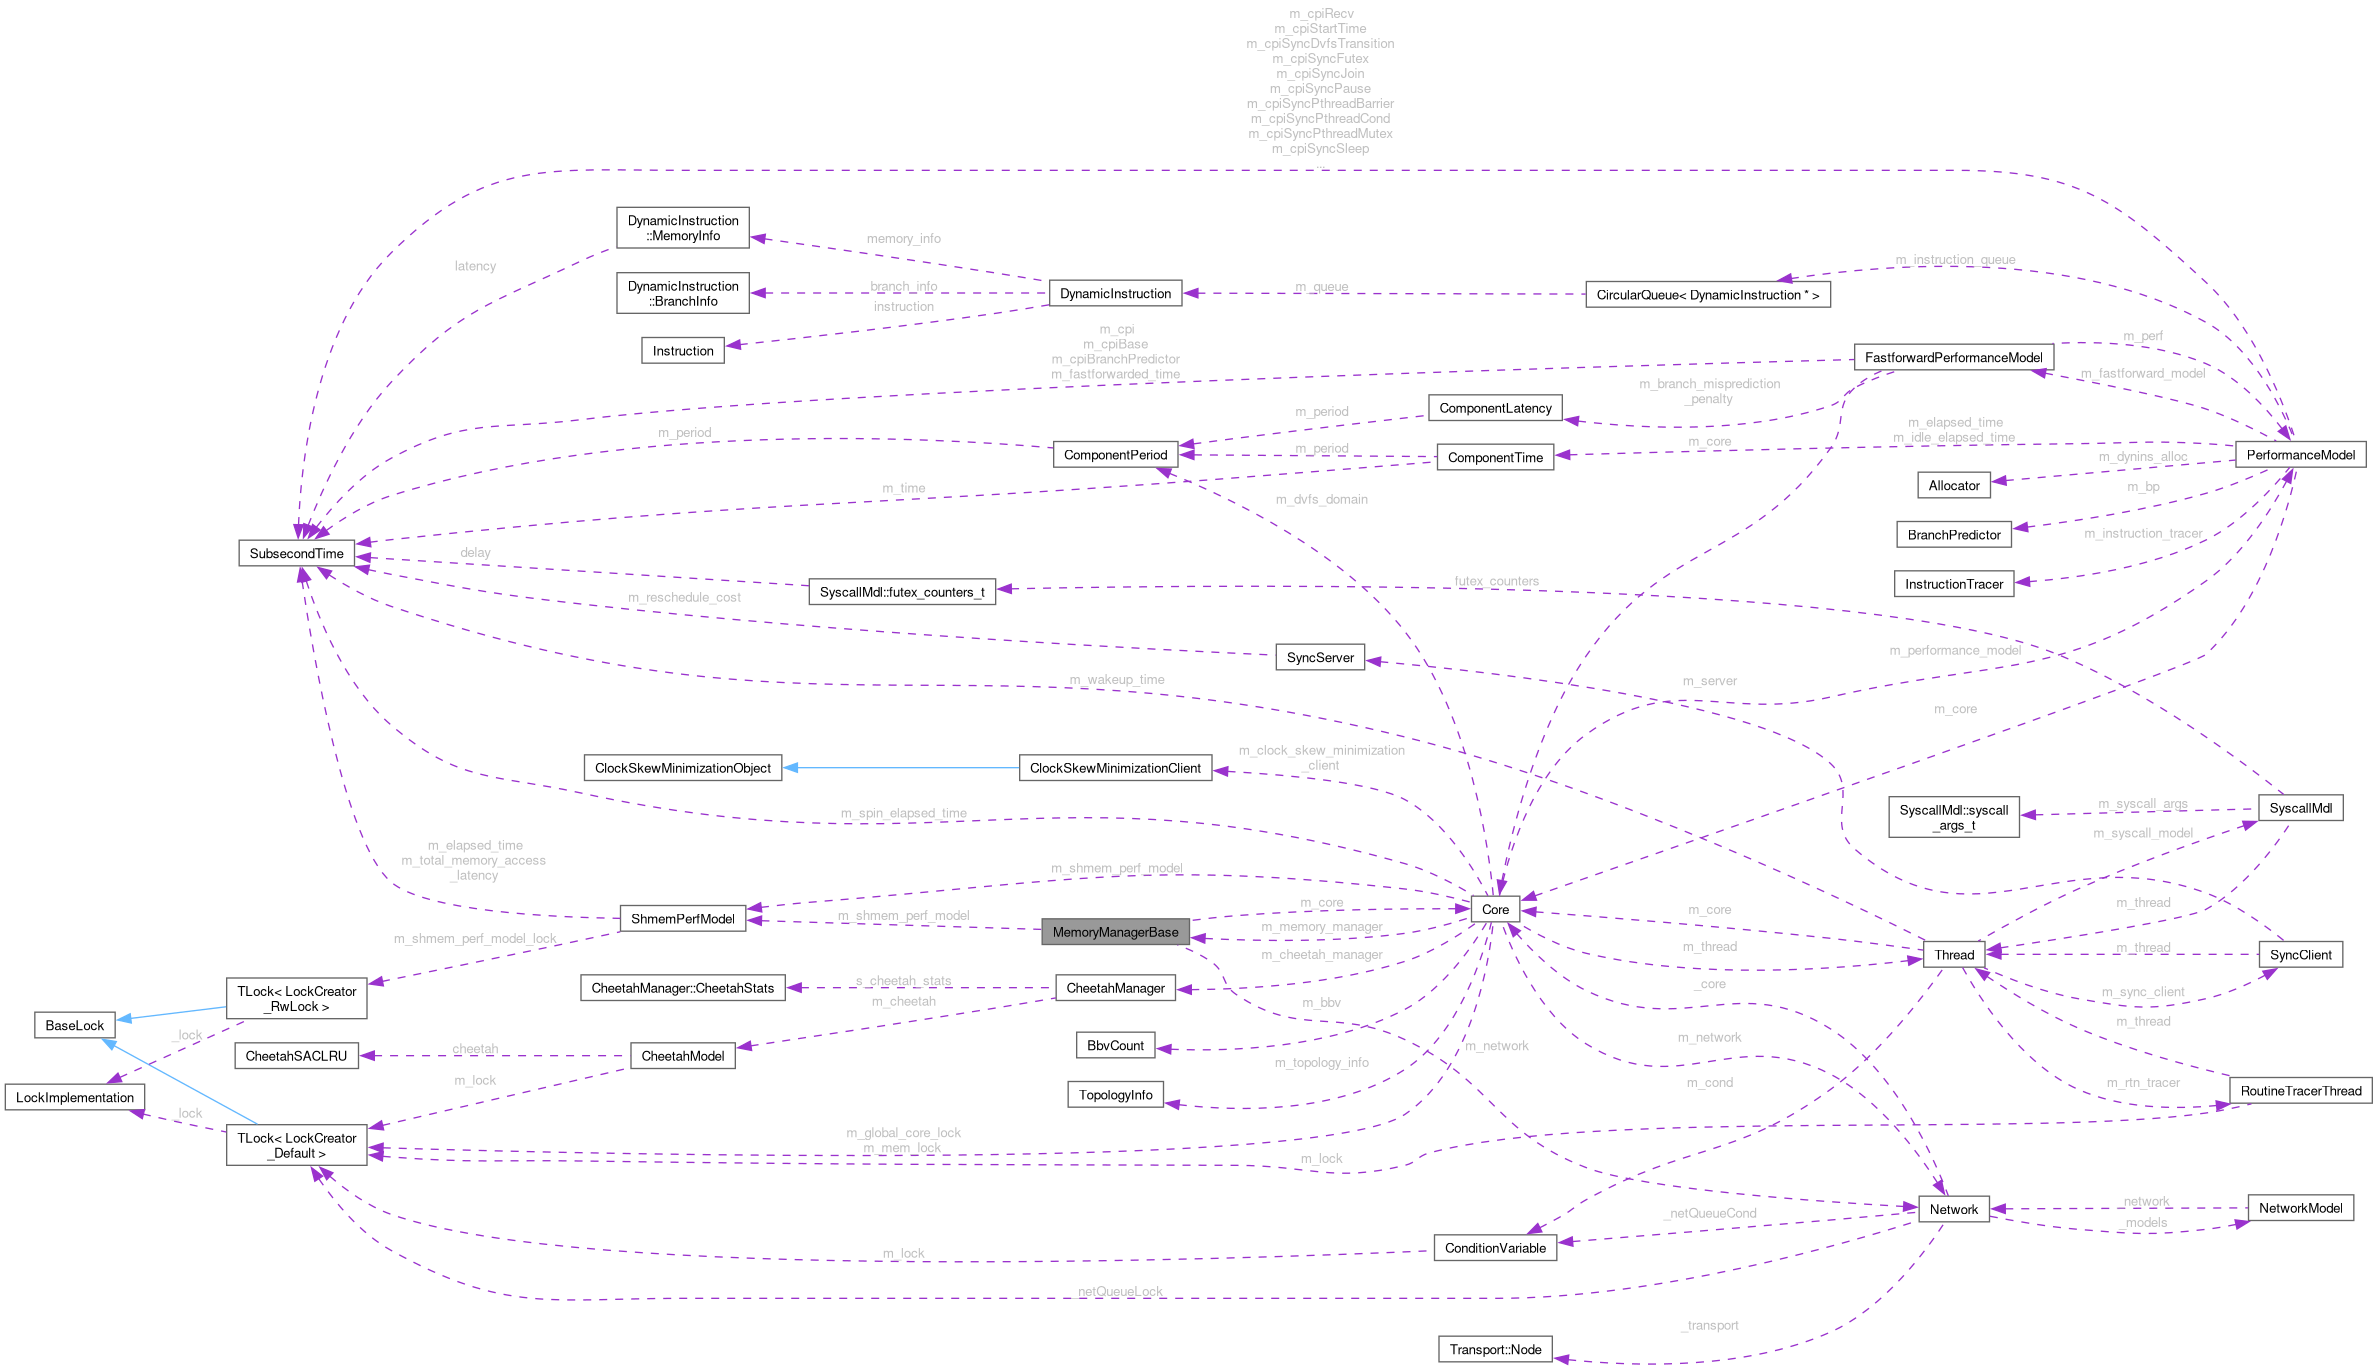 m_cpiRecv
m_cpiStartTime
m_cpiSyncDvfsTransition
m_cpiSyncFutex
m_cpiSyncJoin
m_cpiSyncPause
m_cpiSyncPthreadBarrier
m_cpiSyncPthreadCond
m_cpiSyncPthreadMutex
m_cpiSyncSleep
...
DynamicInstruction
::MemoryInfo
memory_info
latency
m_instruction_queue
DynamicInstruction
::BranchInfo
branch_info
DynamicInstruction
m_queue
CircularQueue< DynamicInstruction * >
instruction
Instruction
m_cpi
m_cpiBase
m_cpiBranchPredictor
m_fastforwarded_time
m_perf
FastforwardPerformanceModel
m_fastforward_model
m_branch_misprediction
_penalty
ComponentLatency
m_period
m_elapsed_time
m_idle_elapsed_time
m_period
ComponentPeriod
m_period
ComponentTime
m_core
PerformanceModel
m_dynins_alloc
Allocator
m_time
m_dvfs_domain
m_bp
BranchPredictor
m_instruction_tracer
SubsecondTime
delay
InstructionTracer
futex_counters
SyscallMdl::futex_counters_t
m_reschedule_cost
SyncServer
m_performance_model
m_wakeup_time
m_server
m_core
m_clock_skew_minimization
_client
ClockSkewMinimizationObject
ClockSkewMinimizationClient
m_spin_elapsed_time
SyscallMdl::syscall
_args_t
m_syscall_args
SyscallMdl
m_syscall_model
m_elapsed_time
m_total_memory_access
_latency
m_shmem_perf_model
m_thread
ShmemPerfModel
m_shmem_perf_model
MemoryManagerBase
m_core
Core
m_core
m_memory_manager
m_shmem_perf_model_lock
m_cheetah_manager
m_thread
Thread
m_thread
SyncClient
TLock< LockCreator
_RwLock >
CheetahManager::CheetahStats
s_cheetah_stats
CheetahManager
_core
m_sync_client
m_cheetah
m_bbv
BaseLock
_lock
m_thread
CheetahSACLRU
cheetah
CheetahModel
BbvCount
m_network
m_network
m_topology_info
m_lock
m_cond
m_rtn_tracer
RoutineTracerThread
LockImplementation
TopologyInfo
_lock
TLock< LockCreator
_Default >
m_global_core_lock
m_mem_lock
m_lock
_network
Network
NetworkModel
_netQueueCond
_models
m_lock
ConditionVariable
_netQueueLock
_transport
Transport::Node